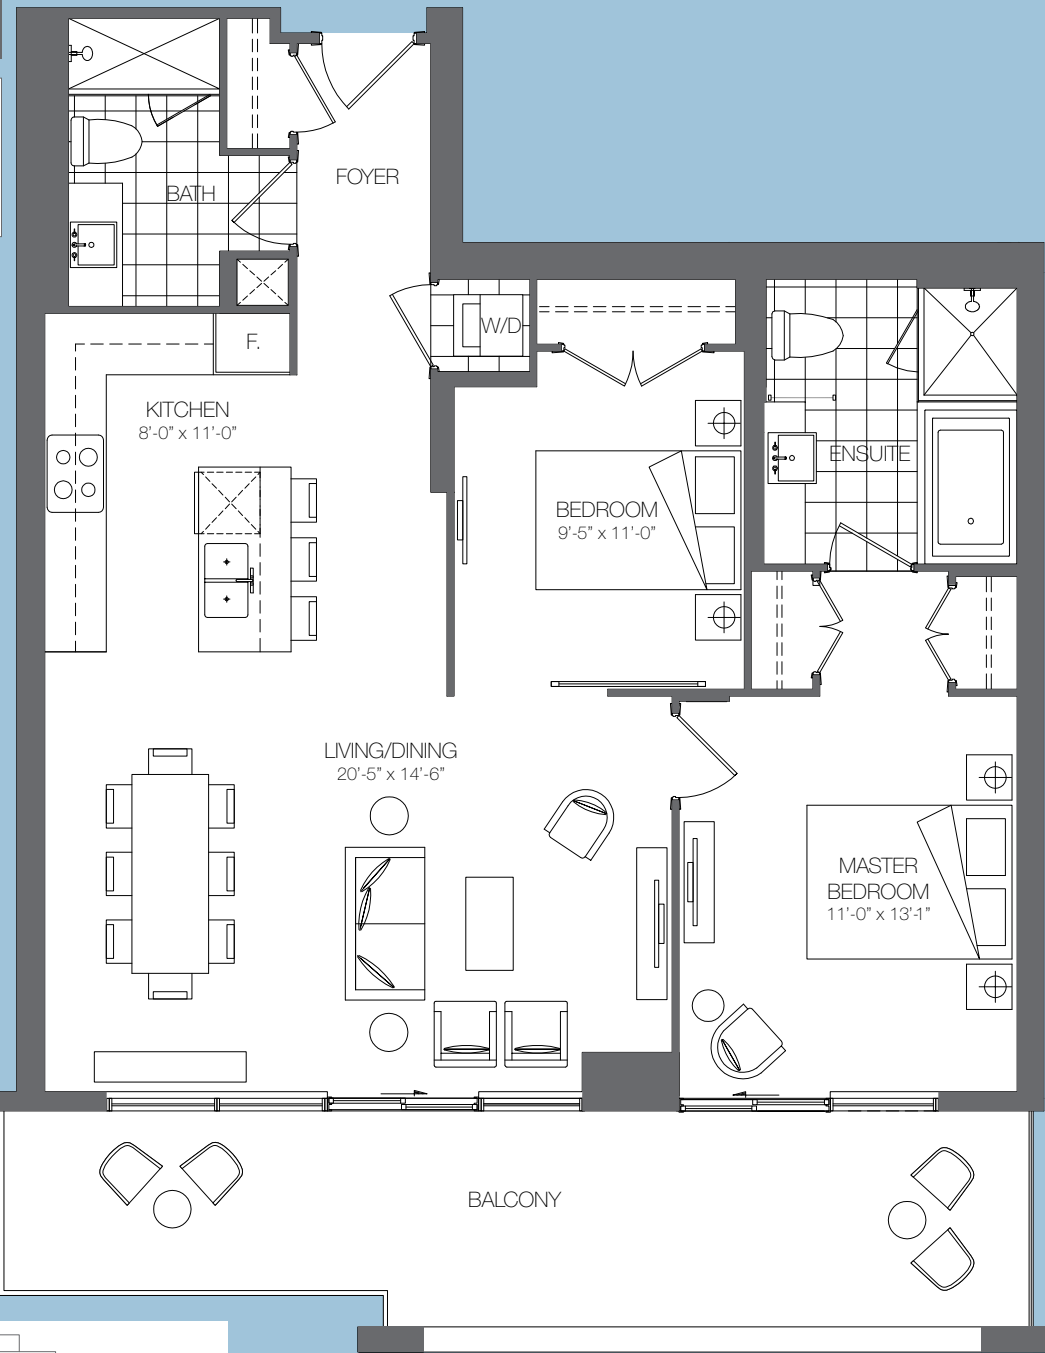 FOYER
BATH
W/D
F.
KITCHEN
8'-0" x 11'-0"
ENSUITE
BEDROOM
9'-5" x 11'-0"
LIVING/DINING
20'-5" x 14'-6"
MASTER
BEDROOM
11'-0" x 13'-1"
BALCONY